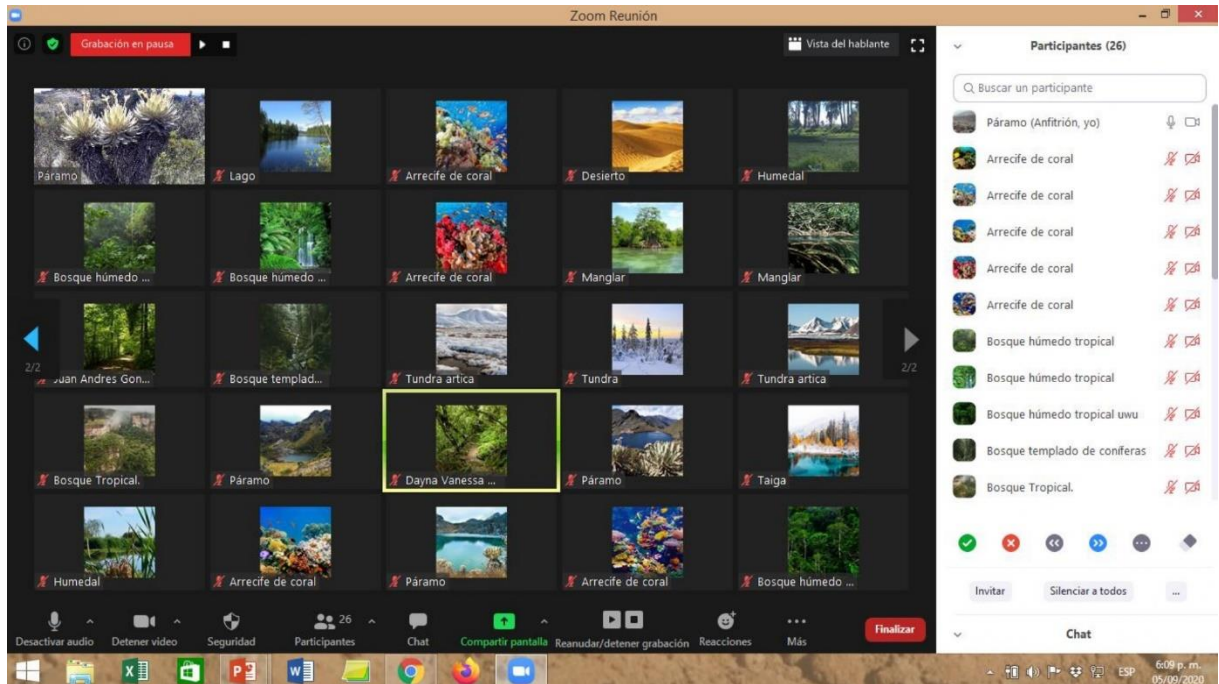 Zoom Reunión
Grabación en pausa
Vista del hablante
Páramo
Lago
Arrecife de coral
Desierto
Humedal
Bosque húmedo ...
Bosque húmedo ...
Arrecife de coral
Manglar
Manglar
2/2
2/2
Juan Andres Gon...
Bosque templad...
Tundra artica
Tundra
Tundra artica
Bosque Tropical.
Páramo
Dayna Vanessa ...
Páramo
Taiga
Humedal
Arrecife de coral
Páramo
Arrecife de coral
Bosque húmedo ...
Desactivar audio
Detener video
Seguridad
26
Participantes
Chat
Compartir pantalla
Reanudar/detener grabación
Reacciones
Más
Finalizar
Participantes (26)
Buscar un participante
Páramo (Anfitrión, yo)
Arrecife de coral
Arrecife de coral
Arrecife de coral
Arrecife de coral
Arrecife de coral
Bosque húmedo tropical
Bosque húmedo tropical
Bosque húmedo tropical uwu
Bosque templado de coníferas
Bosque Tropical.
Invitar
Silenciar a todos
...
Chat
ESP
6:09 p. m.
05/09/2020